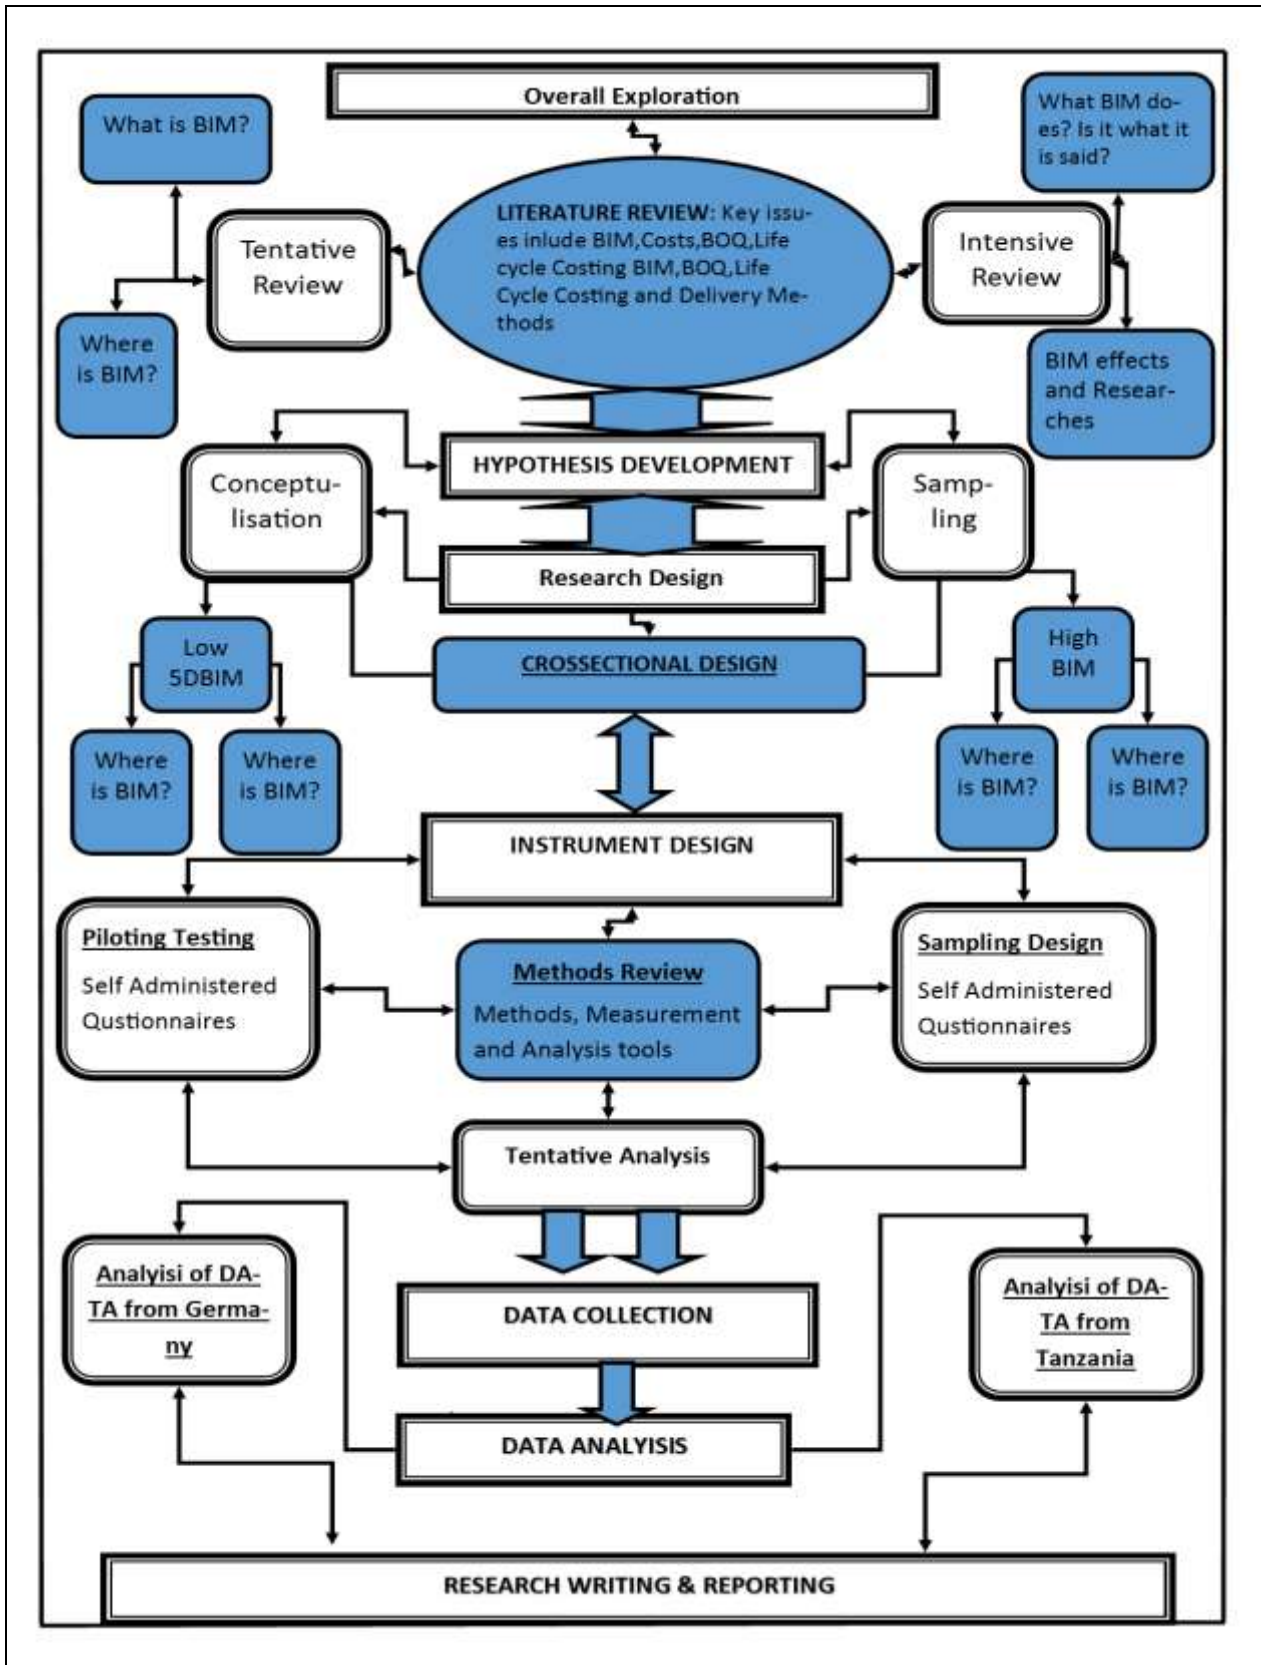 Overall Exploration
What is BIM?
What BIM do-
es? Is it what it
is said?
Tentative
Review
LITERATURE REVIEW: Key issu-
es inlude BIM,Costs,BOQ,Life
cycle Costing BIM,BOQ,Life
Cycle Costing and Delivery Me-
thods
Intensive
Review
Where
is BIM?
BIM effects
and Resear-
ches
HYPOTHESIS DEVELOPMENT
Conceptu-
lisation
Samp-
ling
Research Design
Low
5DBIM
CROSSECTIONAL DESIGN
High
BIM
Where
is BIM?
Where
is BIM?
Where
is BIM?
Where
is BIM?
INSTRUMENT DESIGN
Piloting Testing
Self Administered
Qustionnaires
Methods Review
Methods, Measurement
and Analysis tools
Sampling Design
Self Administered
Qustionnaires
Tentative Analysis
Analyisi of DA-
TA from Germa-
ny
DATA COLLECTION
Analyisi of DA-
TA from
Tanzania
DATA ANALYISIS
RESEARCH WRITING & REPORTING